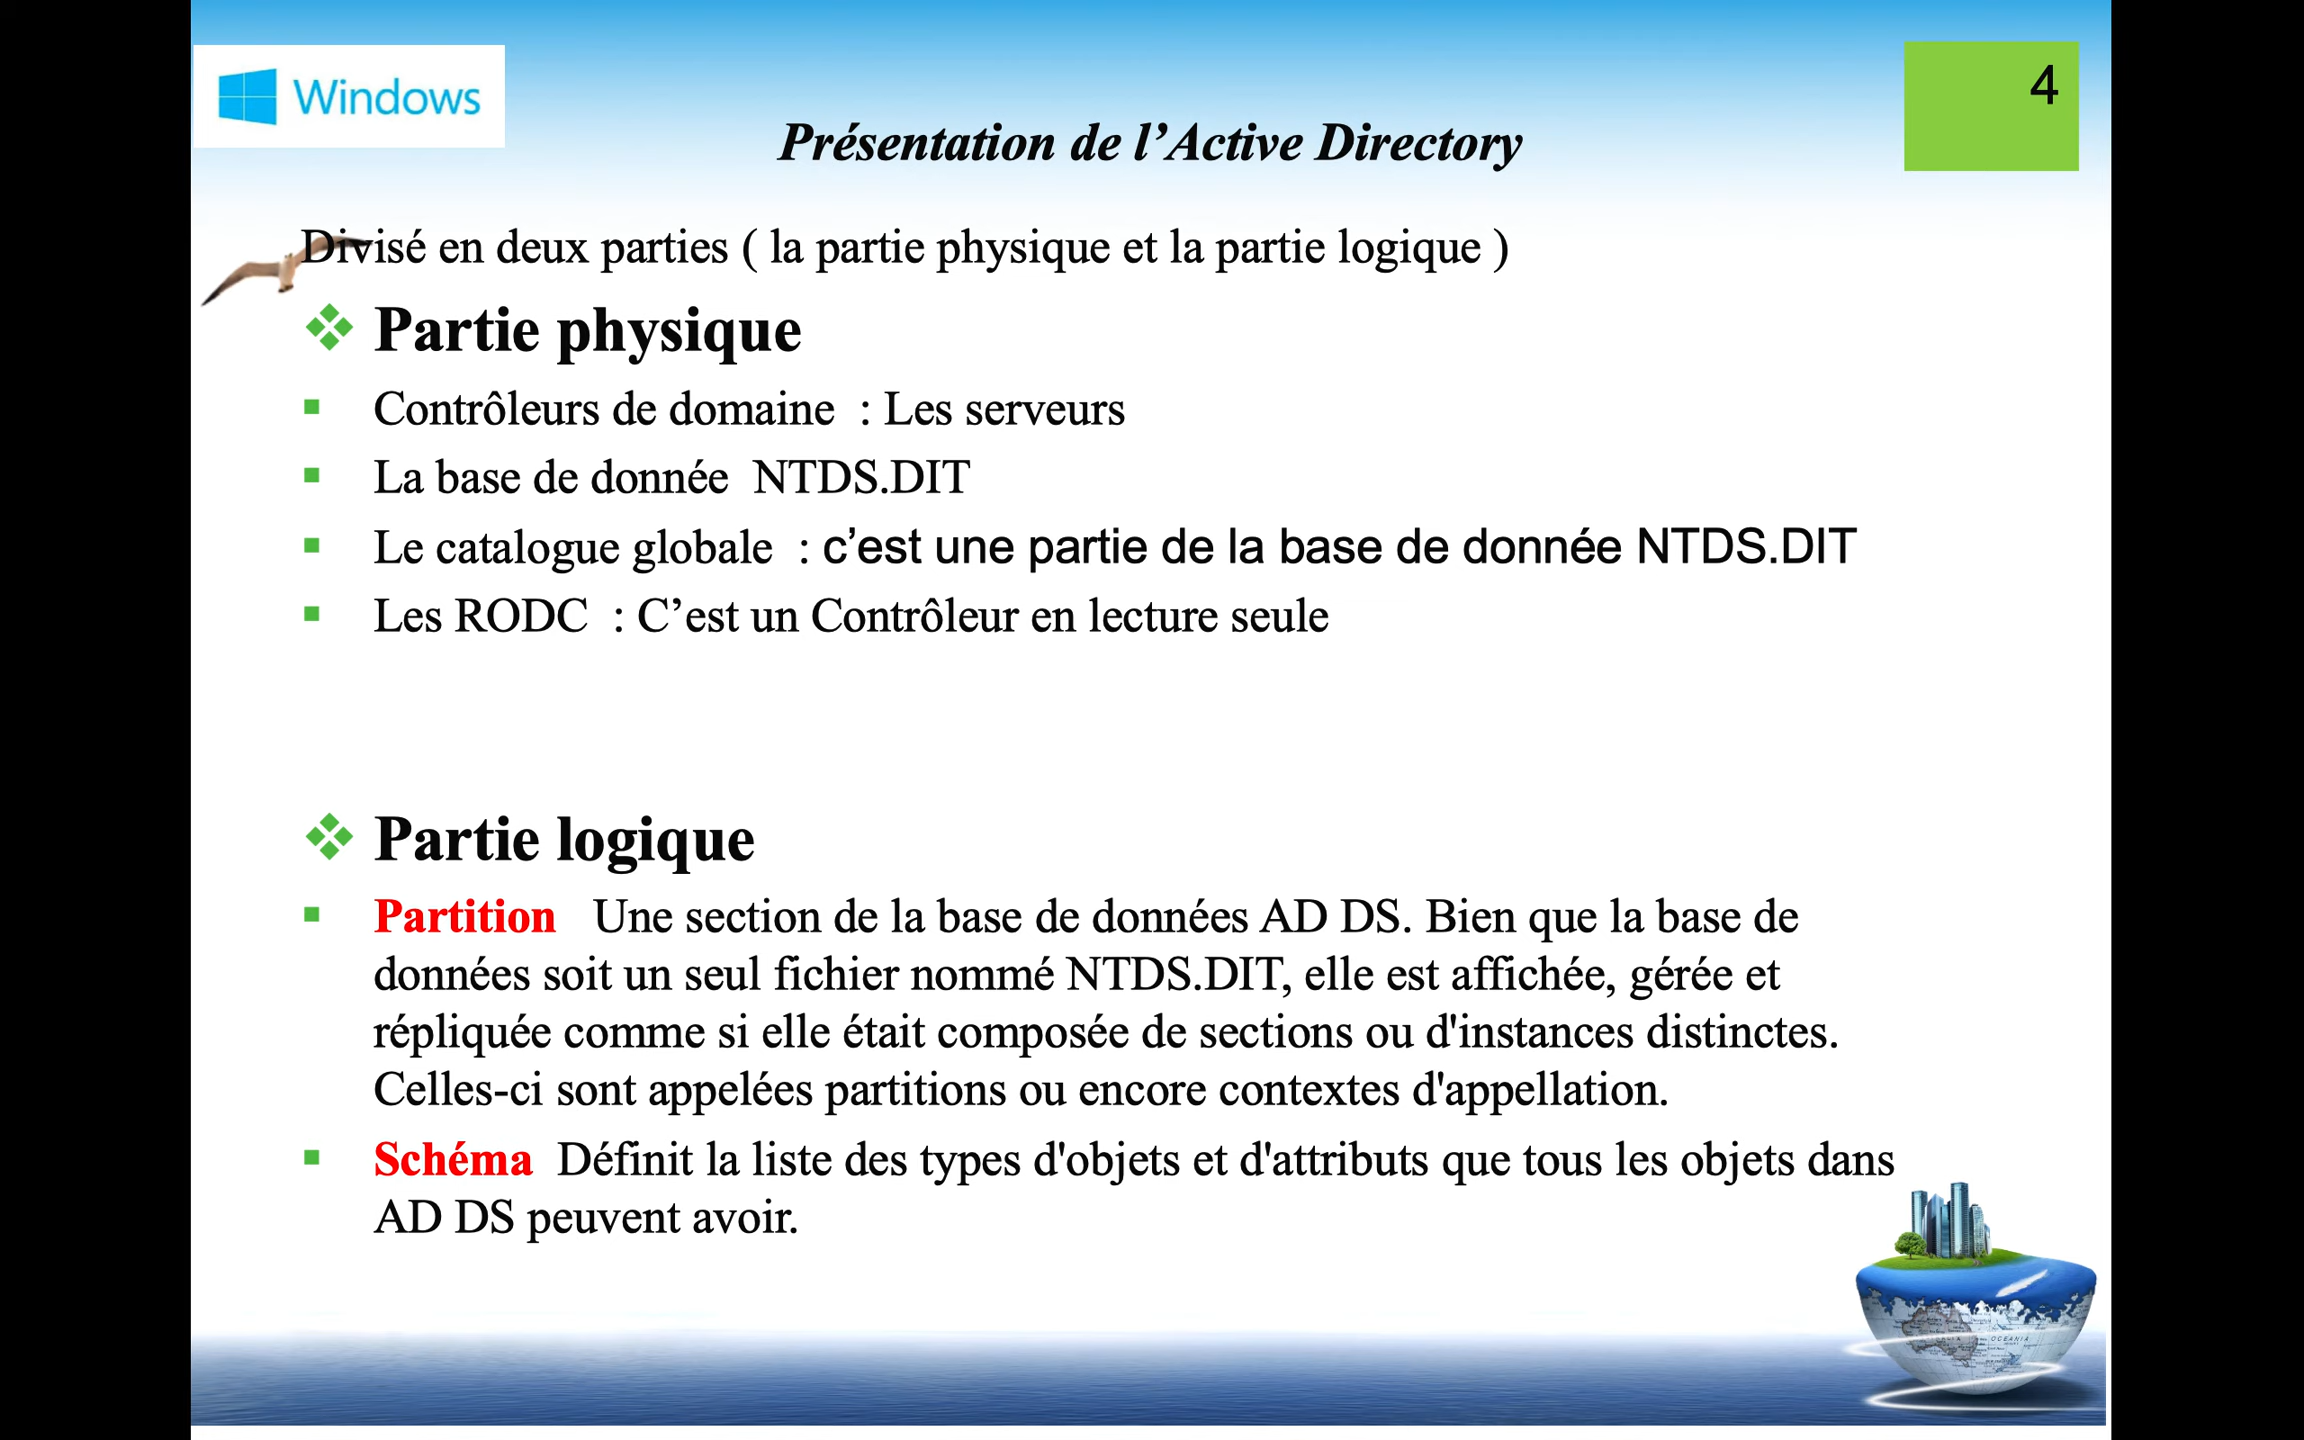 Windows
4
Présentation de l’Active Directory
Divisé en deux parties ( la partie physique et la partie logique )
Partie physique
Contrôleurs de domaine  : Les serveurs
La base de donnée  NTDS.DIT
Le catalogue globale  : c’est une partie de la base de donnée NTDS.DIT
Les RODC  : C’est un Contrôleur en lecture seule
Partie logique
Partition   Une section de la base de données AD DS. Bien que la base de
données soit un seul fichier nommé NTDS.DIT, elle est affichée, gérée et
répliquée comme si elle était composée de sections ou d'instances distinctes.
Celles-ci sont appelées partitions ou encore contextes d'appellation.
Schéma  Définit la liste des types d'objets et d'attributs que tous les objets dans
AD DS peuvent avoir.
OCEANIA